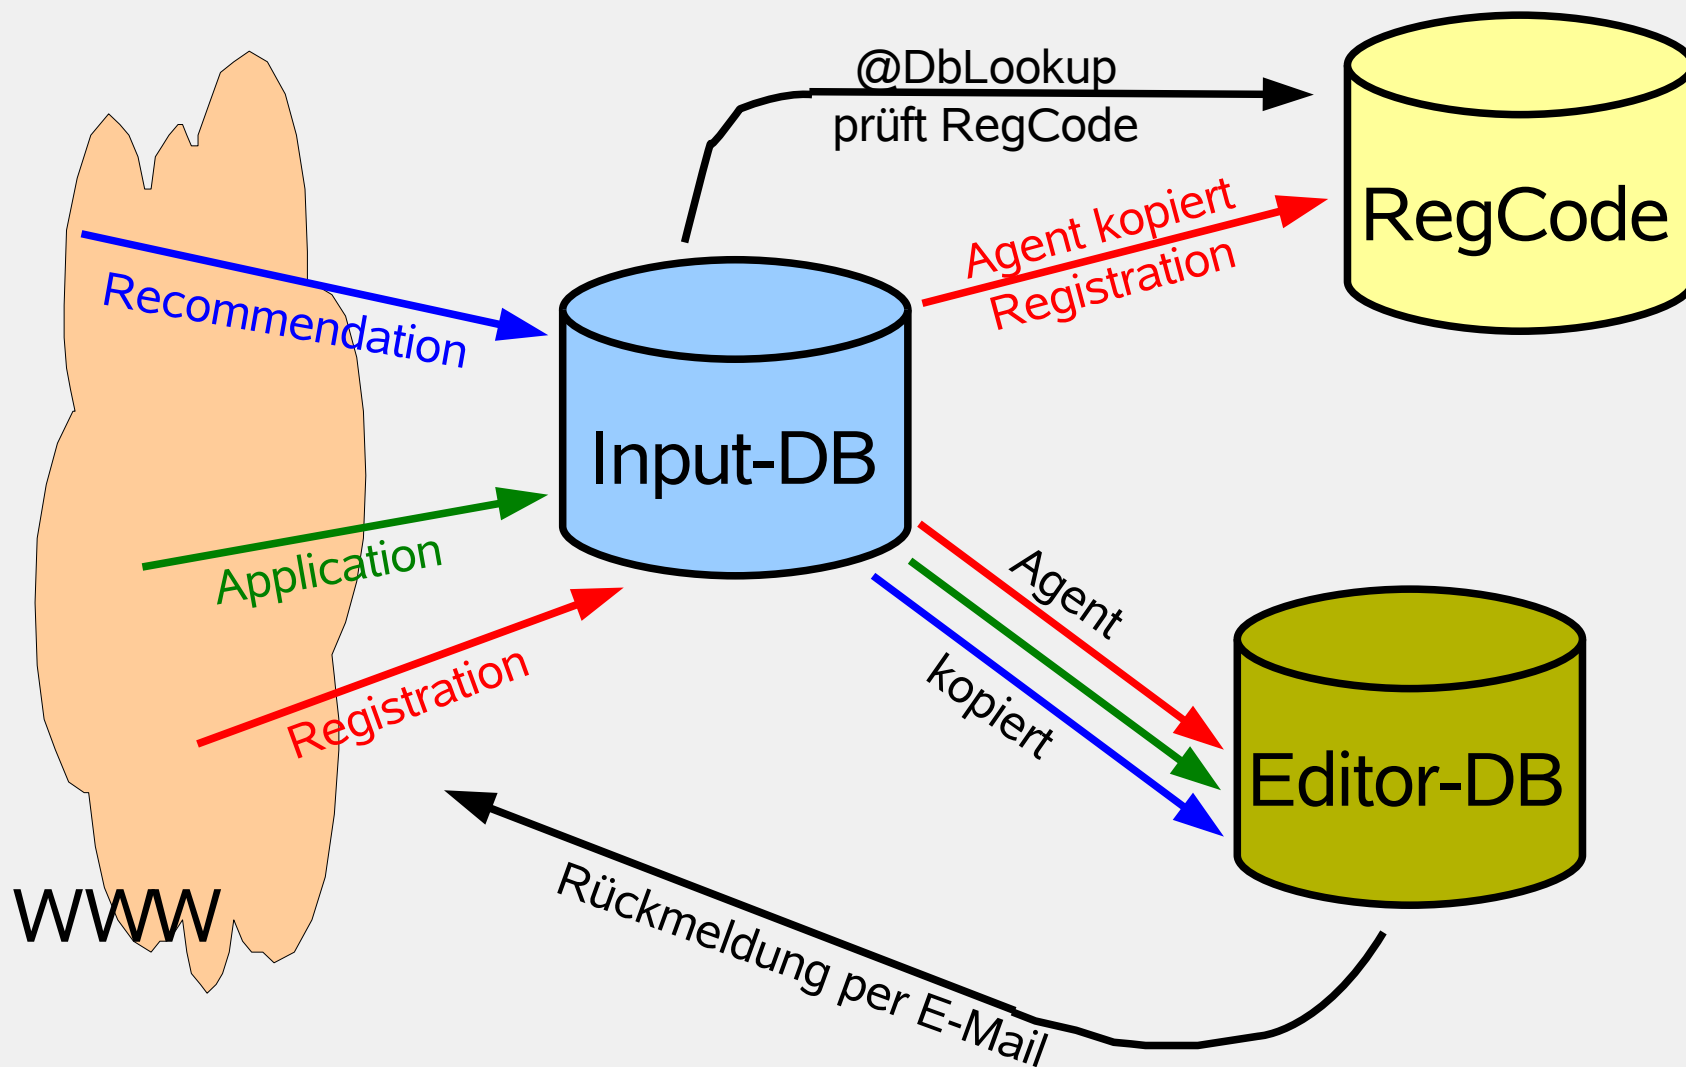 @DbLookup
prüft RegCode
RegCode
Agent kopiert
Registration
Recommendation
Input-DB
Application
Agent
kopiert
Registration
Editor-DB
WWW
Rückmeldung per E-Mail